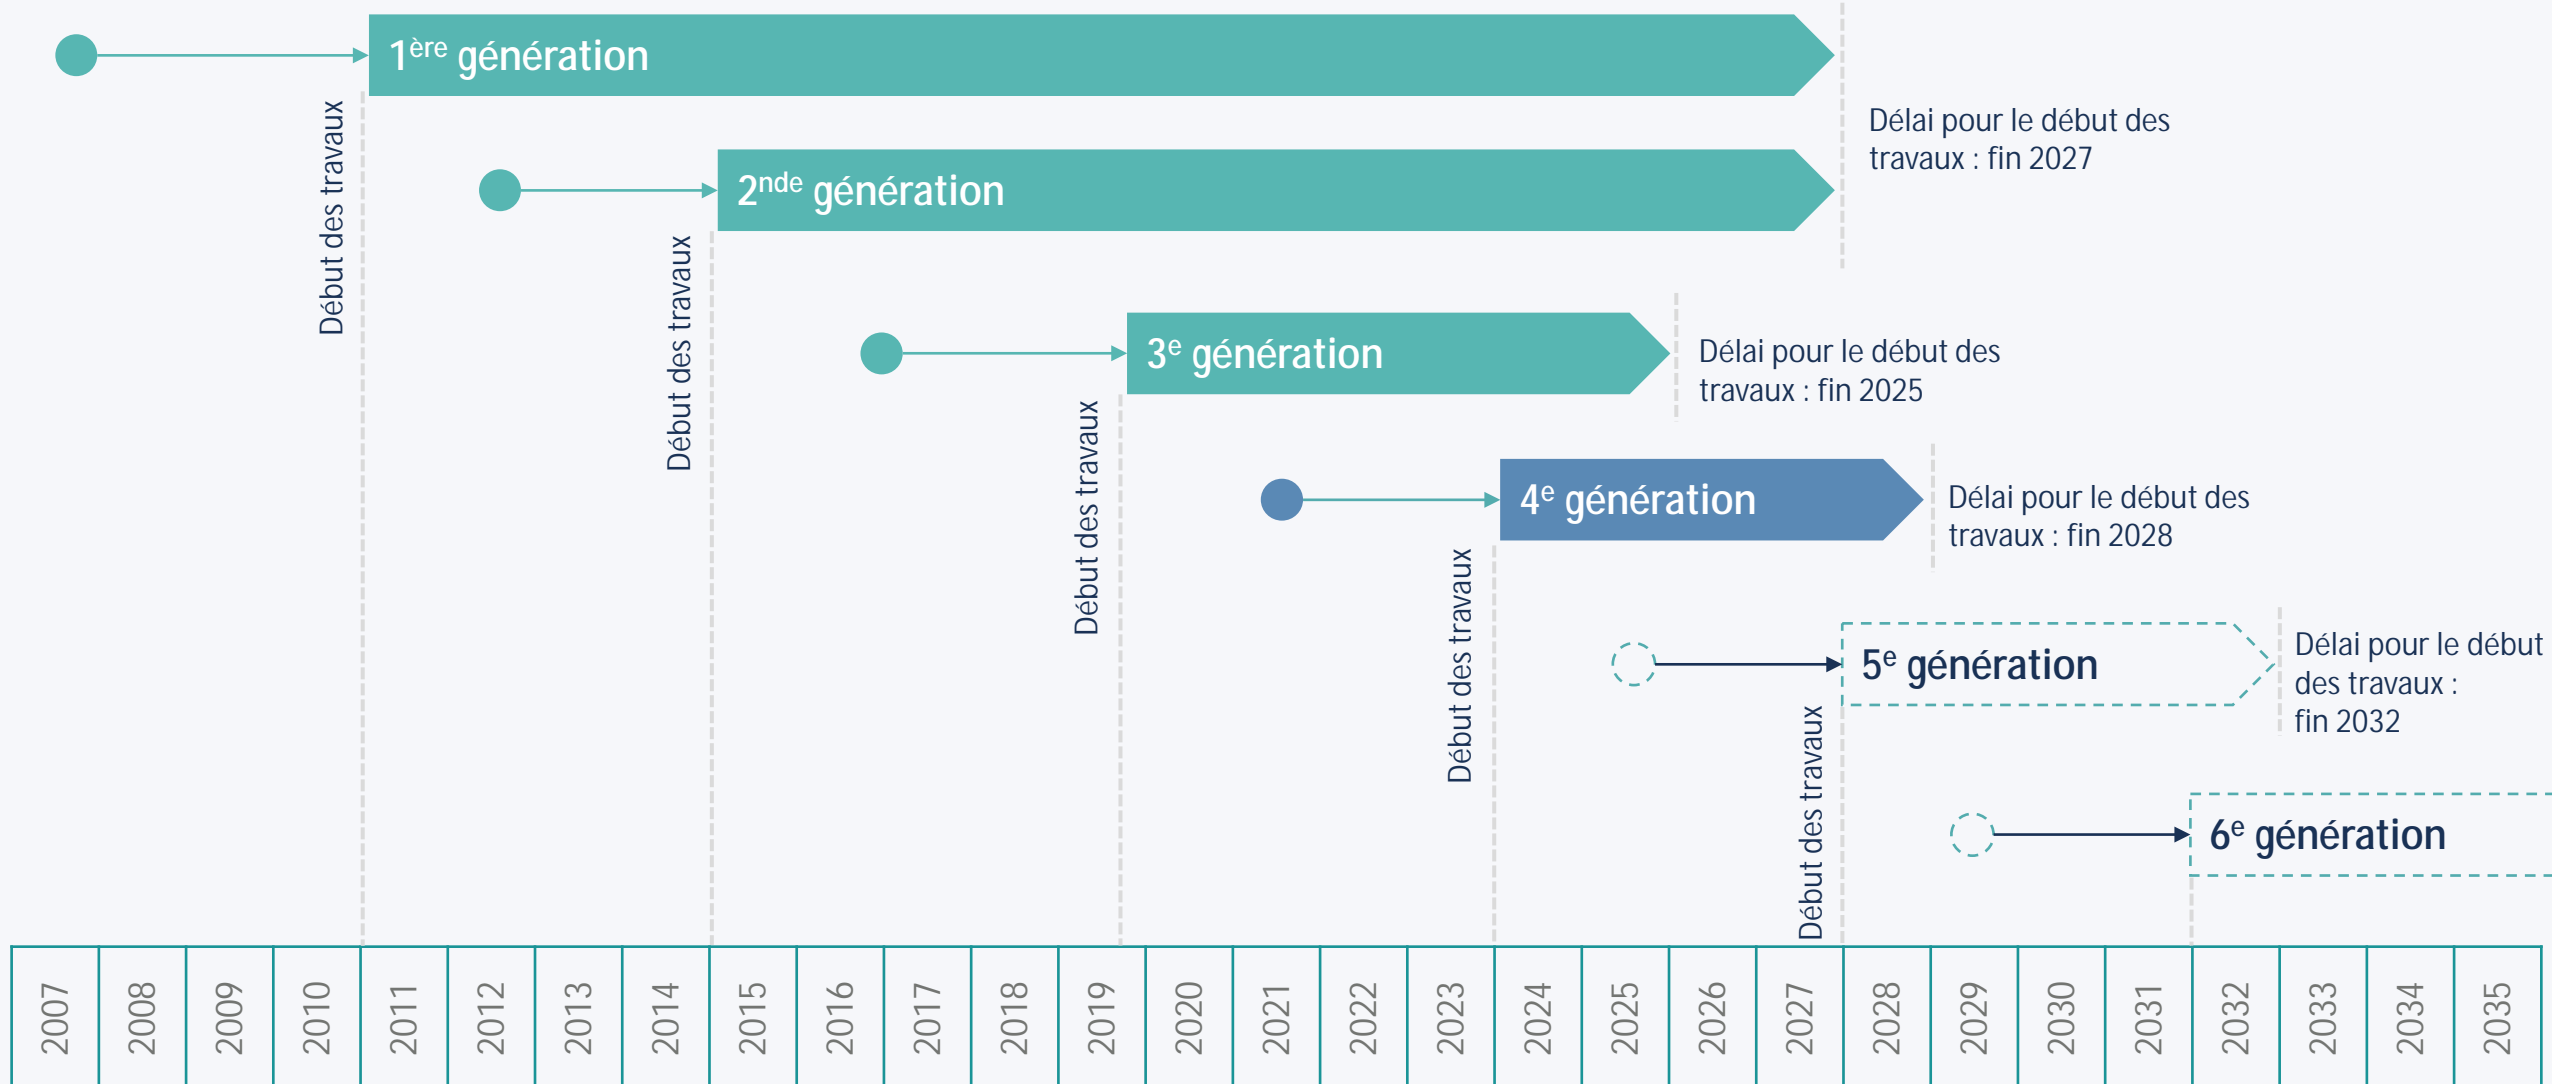 1ère génération
Début des travaux
Délai pour le début des
travaux : fin 2027
2nde génération
Début des travaux
3e génération
Délai pour le début des
travaux : fin 2025
Début des travaux
4e génération
Délai pour le début des
travaux : fin 2028
Début des travaux
5e génération
Délai pour le début
des travaux :
fin 2032
Début des travaux
6e génération
2007
2008
2009
2010
2011
2012
2013
2014
2015
2016
2017
2018
2019
2020
2021
2022
2023
2024
2025
2026
2027
2028
2029
2030
2031
2032
2033
2034
2035